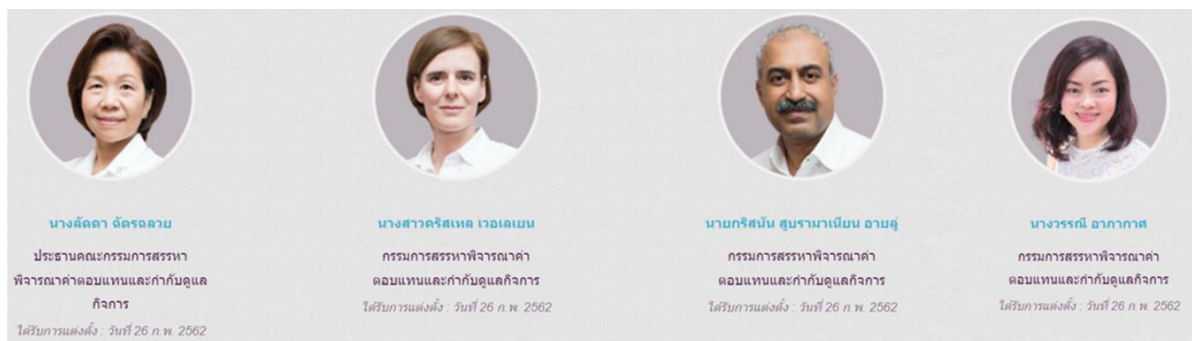 นางลัดดา ฉัตรฉลวย
ประธานคณะกรรมการสรรหา
พิจารณาค่าตอบแทนและกำกับดูแล
กิจการ
ได้รับการแต่งตั้ง : วันที่ 26 ก.พ. 2562
นางสาวคริสเทล เวอเลเยน
กรรมการสรรหาพิจารณาค่า
ตอบแทนและกำกับดูแลกิจการ
ได้รับการแต่งตั้ง : วันที่ 26 ก.พ. 2562
นายกริสนัน สุบรามาเนียน อายลู่
กรรมการสรรหาพิจารณาค่า
ตอบแทนและกำกับดูแลกิจการ
ได้รับการแต่งตั้ง : วันที่ 26 ก.พ. 2562
นางวรรณี อาภากาศ
กรรมการสรรหาพิจารณาค่า
ตอบแทนและกำกับดูแลกิจการ
ได้รับการแต่งตั้ง : วันที่ 26 ก.พ. 2562